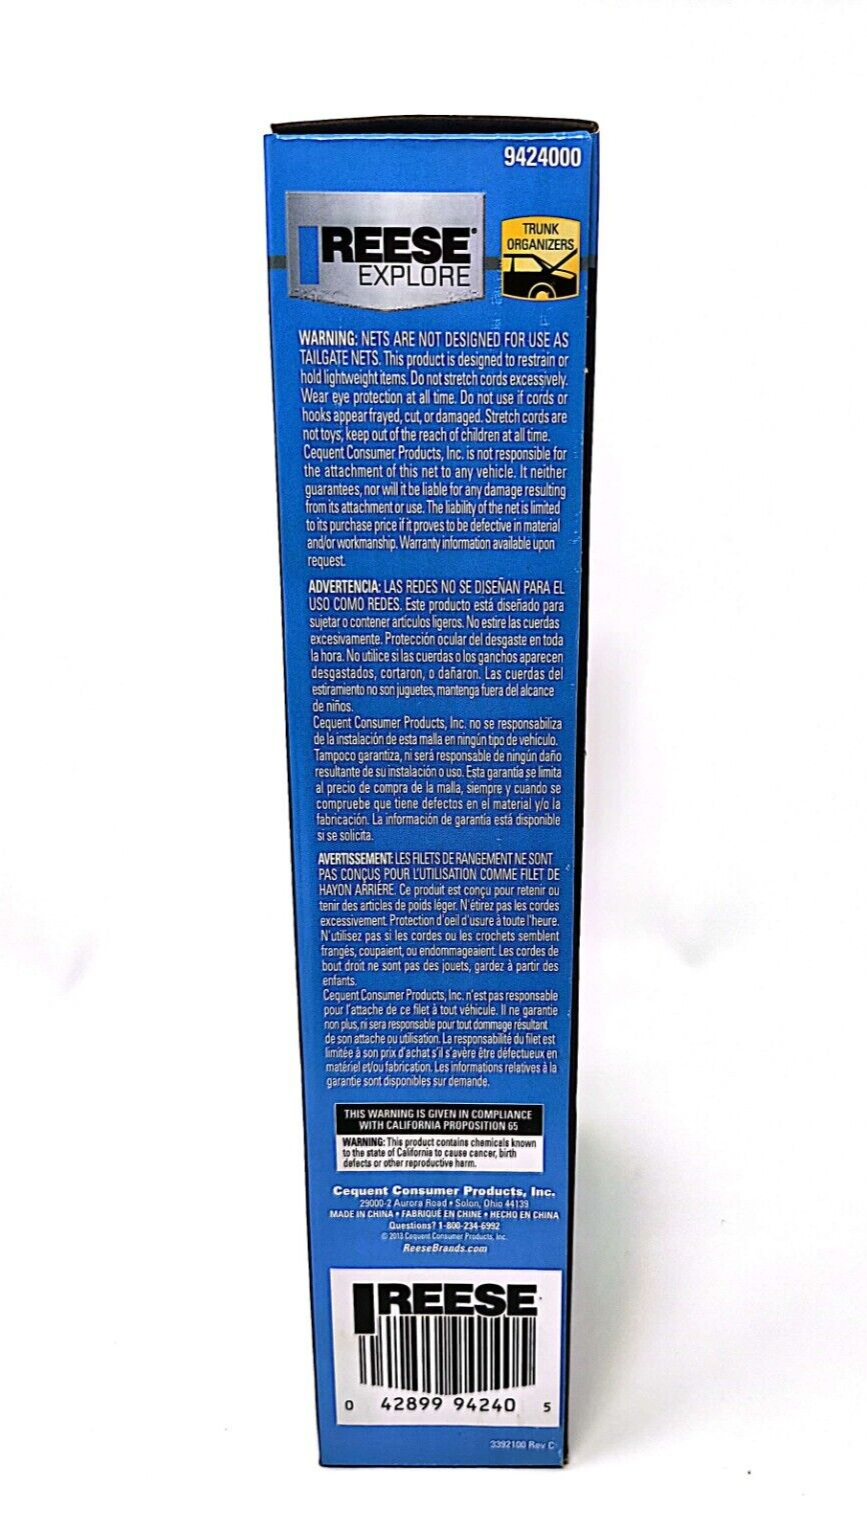 9424000
REESE®
EXPLORE
TRUNK
ORGANIZERS
WARNING: NETS ARE NOT DESIGNED FOR USE AS
TAILGATE NETS. This product is designed to restrain or
hold lightweight items. Do not stretch cords excessively.
Wear eye protection at all time. Do not use if cords or
hooks appear frayed, cut, or damaged. Stretch cords are
not toys, keep out of the reach of children at all time.
Cequent Consumer Products, Inc. is not responsible for
the attachment of this net to any vehicle. It neither
guarantees, nor will it be liable for any damage resulting
from its attachment or use. The liability of the net is limited
to its purchase price if it proves to be defective in material
and/or workmanship. Warranty information available upon
request.
ADVERTENCIA: LAS REDES NO SE DISEÑAN PARA EL
USO COMO REDES. Este producto está diseñado para
sujetar o contener artículos ligeros. No estire las cuerdas
excesivamente. Protección ocular del desgaste en toda
la hora. No utilice si las cuerdas o los ganchos aparecen
desgastados, cortaron, o dañaron. Las cuerdas del
estiramiento no son juguetes, mantenga fuera del alcance
de niños.
Cequent Consumer Products, Inc. no se responsabiliza
de la instalación de esta malla en ningún tipo de vehículo.
Tampoco garantiza, ni será responsable de ningún daño
resultante de su instalación o uso. Esta garantía se limita
al precio de compra de la malla, siempre y cuando se
compruebe que tiene defectos en el material y/o la
fabricación. La información de garantía está disponible
si se solicita.
AVERTISSEMENT: LES FILETS DE RANGEMENT NE SONT
PAS CONÇUS POUR L'UTILISATION COMME FILET DE
HAYON ARRIÈRE. Ce produit est conçu pour retenir ou
tenir des articles de poids léger. N'étirez pas les cordes
excessivement. Protection d'oeil d'usure à toute l'heure.
N'utilisez pas si les cordes ou les crochets semblent
frangés, coupaient, ou endommageaient. Les cordes de
bout droit ne sont pas des jouets, gardez à partir des
enfants.
Cequent Consumer Products, Inc. n'est pas responsable
pour l'attache de ce filet à tout véhicule. Il ne garantie
non plus, ni sera responsable pour tout dommage résultant
de son attache ou utilisation. La responsabilité du filet est
limitée à son prix d'achat s'il s'avère être défectueux en
matériel et/ou fabrication. Les informations relatives à la
garantie sont disponibles sur demande.
THIS WARNING IS GIVEN IN COMPLIANCE
WITH CALIFORNIA PROPOSITION 65
WARNING: This product contains chemicals known
to the state of California to cause cancer, birth
defects or other reproductive harm.
Cequent Consumer Products, Inc.
29000-2 Aurora Road • Solon, Ohio 44139
MADE IN CHINA • FABRIQUÉ EN CHINE • HECHO EN CHINA
Questions? 1-800-234-6992
© 2013 Cequent Consumer Products, Inc.
ReeseBrands.com
REESE
0 42899 94240 5
3392100 Rev C